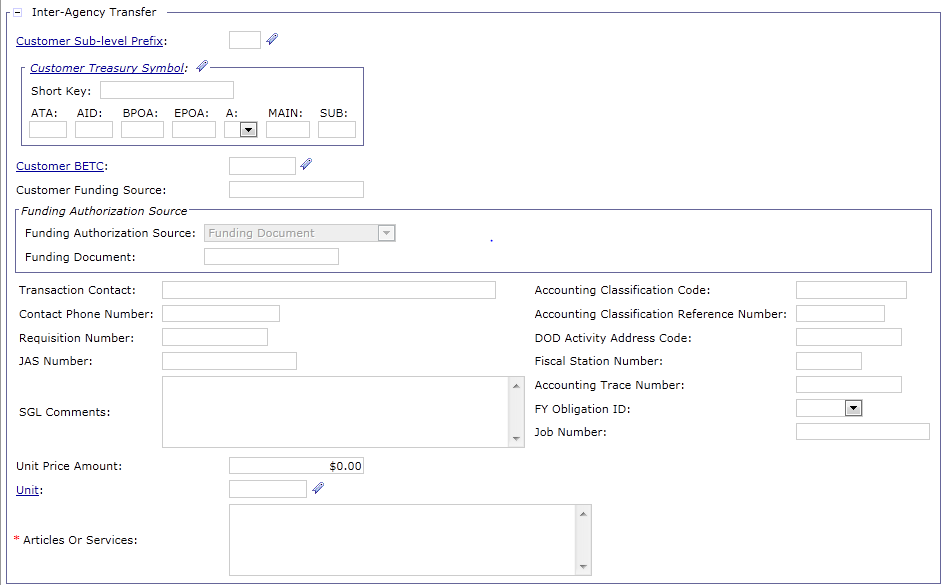 Inter-Agency Transfer
Customer Sub-level Prefix:
Customer Treasury Symbol:
Short Key:
ATA: AID: BPOA: EPOA: A: MAIN: SUB:
Customer BETC:
Customer Funding Source:
Funding Authorization Source
Funding Authorization Source: Funding Document
Funding Document:
Transaction Contact:
Contact Phone Number:
Requisition Number:
JAS Number:
SGL Comments:
Accounting Classification Code:
Accounting Classification Reference Number:
DOD Activity Address Code:
Fiscal Station Number:
Accounting Trace Number:
FY Obligation ID:
Job Number:
Unit Price Amount: $0.00
Unit:
* Articles Or Services: